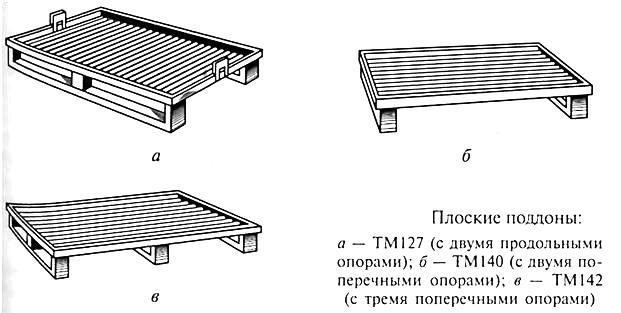 а
б
в
Плоские поддоны:
а — ТМ127 (с двумя продольными
опорами); б — ТМ140 (с двумя по-
перечными опорами); в — ТМ142
(с тремя поперечными опорами)